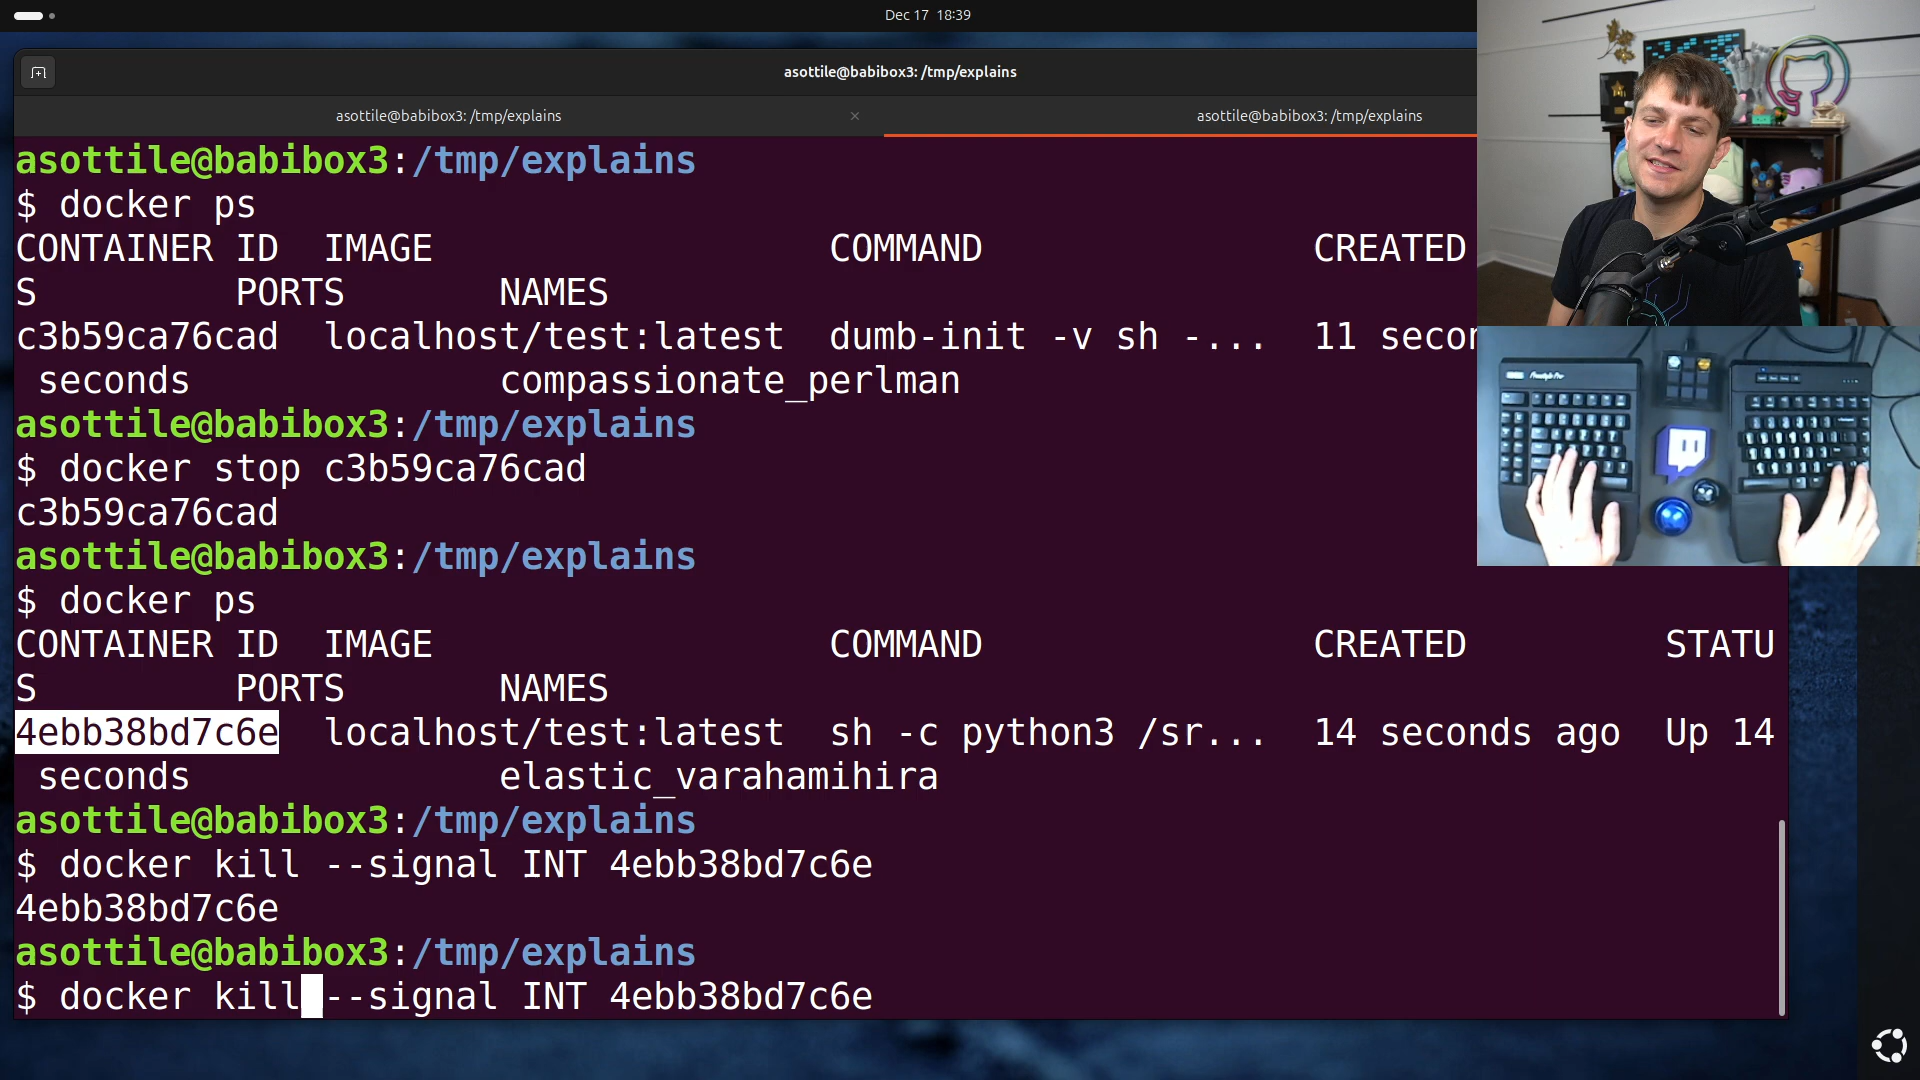 Dec 17 18:39
asottile@babibox3: /tmp/explains
asottile@babibox3: /tmp/explains × asottile@babibox3: /tmp/explains
asottile@babibox3:/tmp/explains
$ docker ps
CONTAINER ID IMAGE COMMAND CREATED
S PORTS NAMES
c3b59ca76cad localhost/test:latest dumb-init -v sh -... 11 secon
seconds compassionate_perlman
asottile@babibox3:/tmp/explains
$ docker stop c3b59ca76cad
c3b59ca76cad
asottile@babibox3:/tmp/explains
$ docker ps
CONTAINER ID IMAGE COMMAND CREATED STATU
S PORTS NAMES
4ebb38bd7c6e localhost/test:latest sh -c python3 /sr... 14 seconds ago Up 14
seconds elastic_varahamihira
asottile@babibox3:/tmp/explains
$ docker kill --signal INT 4ebb38bd7c6e
4ebb38bd7c6e
asottile@babibox3:/tmp/explains
$ docker kill --signal INT 4ebb38bd7c6e
Freestyle Pro